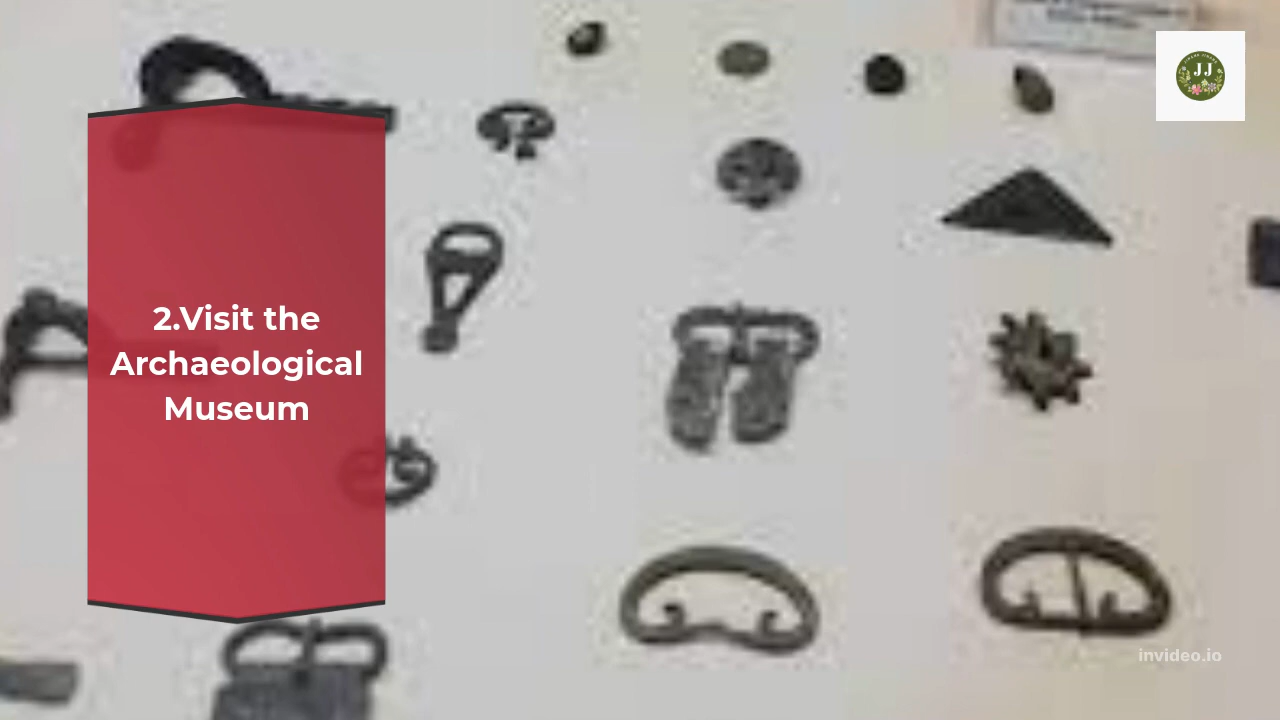 2.Visit the
Archaeological
Museum
JJ
invideo.io